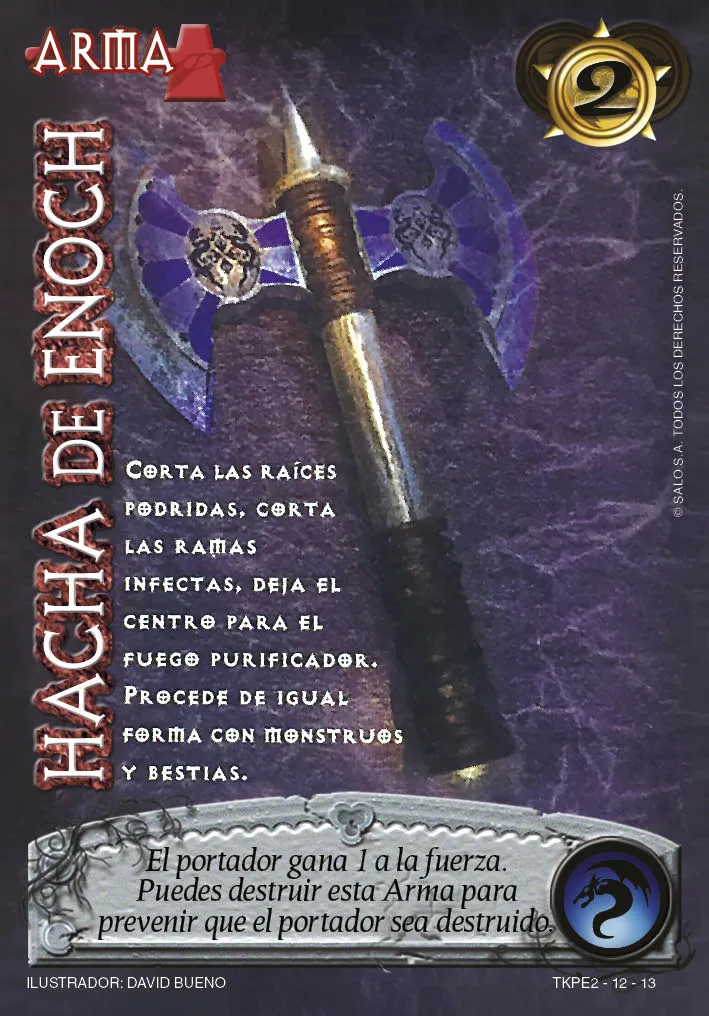 ARMA
2
HACHA DE ENOCH
© SALO S.A. TODOS LOS DERECHOS RESERVADOS.
CORTA LAS RAÍCES
PODRIDAS, CORTA
LAS RAMAS
INFECTAS, DEJA EL
CENTRO PARA EL
FUEGO PURIFICADOR.
PROCEDE DE IGUAL
FORMA CON MONSTRUOS
Y BESTIAS.
El portador gana 1 a la fuerza.
Puedes destruir esta Arma para
prevenir que el portador sea destruido.
ILUSTRADOR: DAVID BUENO
TKPE2 - 12 - 13